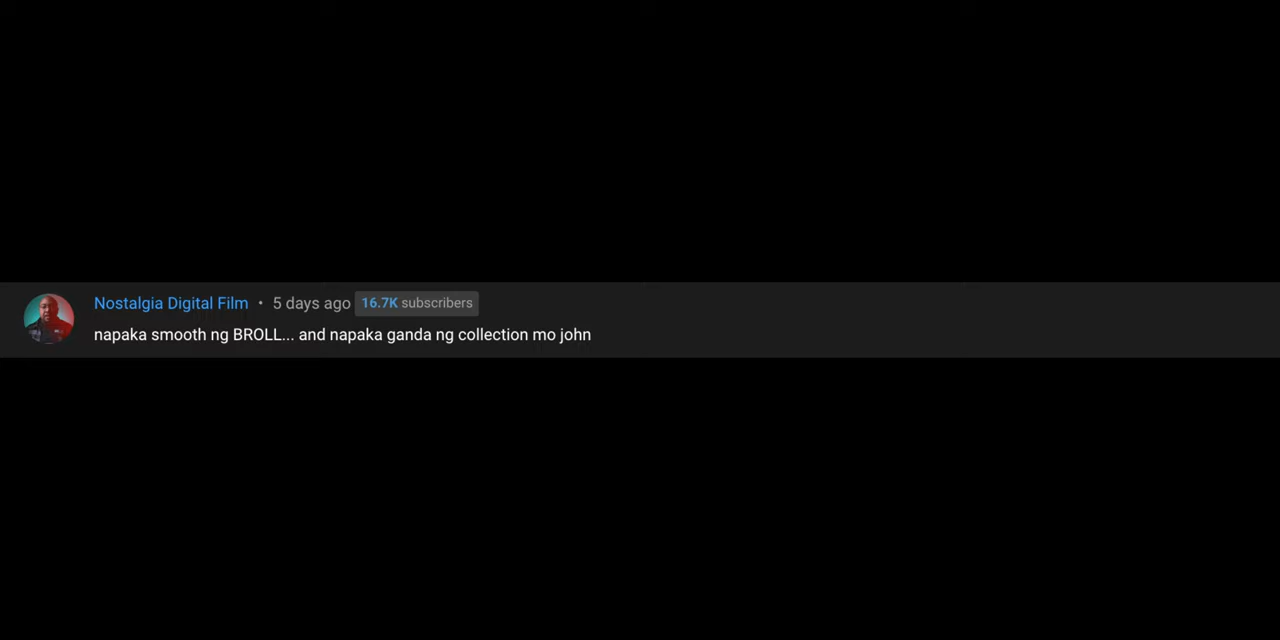 Nostalgia Digital Film • 5 days ago 16.7K subscribers
napaka smooth ng BROLL... and napaka ganda ng collection mo john